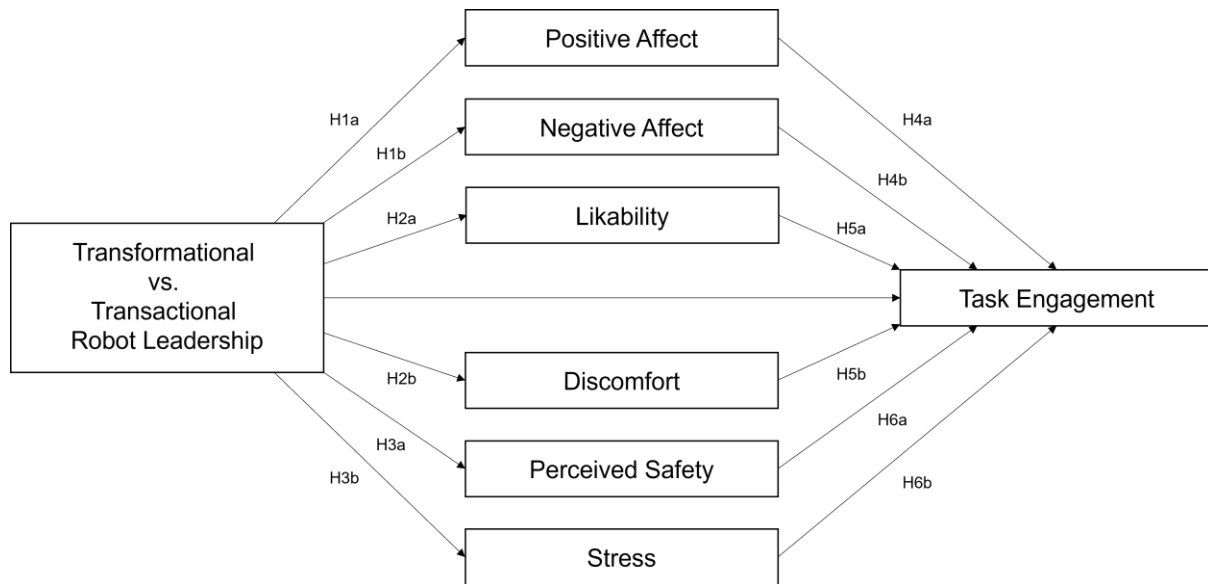 Positive Affect
H1a
H4a
Negative Affect
H1b
H4b
Likability
H2a
H5a
Transformational
vs.
Transactional
Robot Leadership
Task Engagement
H2b
Discomfort
H5b
H3a
Perceived Safety
H6a
H3b
Stress
H6b